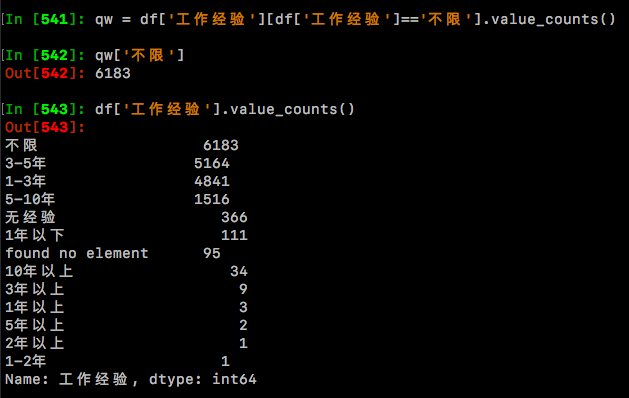 In [541]: qw = df['工作经验'][df['工作经验']=='不限'].value_counts()
In [542]: qw['不限']
Out[542]: 6183
In [543]: df['工作经验'].value_counts()
Out[543]:
不限 6183
3-5年 5164
1-3年 4841
5-10年 1516
无经验 366
1年以下 111
found no element 95
10年以上 34
3年以上 9
1年以上 3
5年以上 2
2年以上 1
1-2年 1
Name: 工作经验, dtype: int64